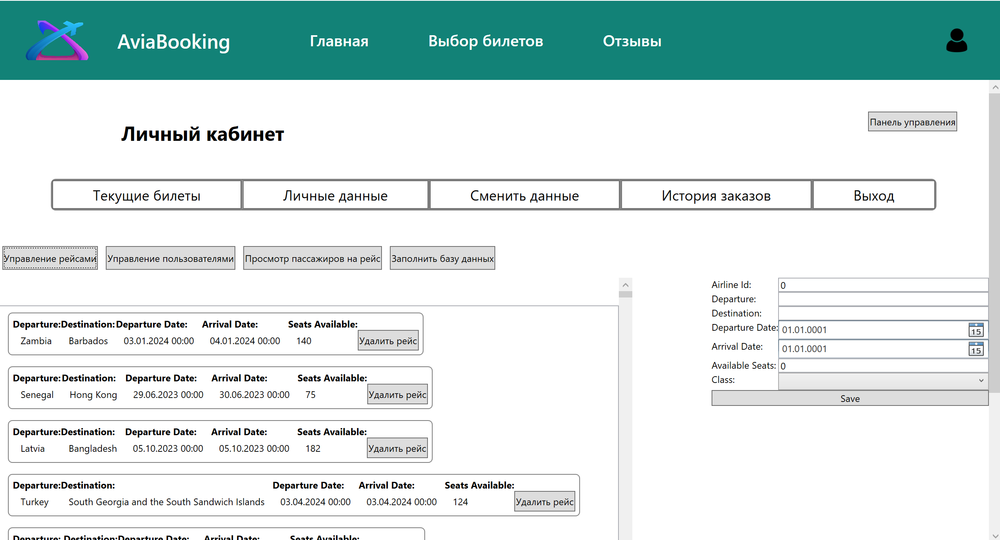 AviaBooking Главная Выбор билетов Отзывы
Панель управления
Личный кабинет
Текущие билеты Личные данные Сменить данные История заказов Выход
Управление рейсами Управление пользователями Просмотр пассажиров на рейс Заполнить базу данных
Departure: Destination: Departure Date: Arrival Date: Seats Available:
Zambia Barbados 03.01.2024 00:00 04.01.2024 00:00 140 Удалить рейс
Departure: Destination: Departure Date: Arrival Date: Seats Available:
Senegal Hong Kong 29.06.2023 00:00 30.06.2023 00:00 75 Удалить рейс
Departure: Destination: Departure Date: Arrival Date: Seats Available:
Latvia Bangladesh 05.10.2023 00:00 05.10.2023 00:00 182 Удалить рейс
Departure: Destination: Departure Date: Arrival Date: Seats Available:
Turkey South Georgia and the South Sandwich Islands 03.04.2024 00:00 03.04.2024 00:00 124 Удалить рейс
Departure: Destination: Departure Date: Arrival Date: Seats Available:
Airline Id: 0
Departure:
Destination:
Departure Date: 01.01.0001 15
Arrival Date: 01.01.0001 15
Available Seats: 0
Class:
Save